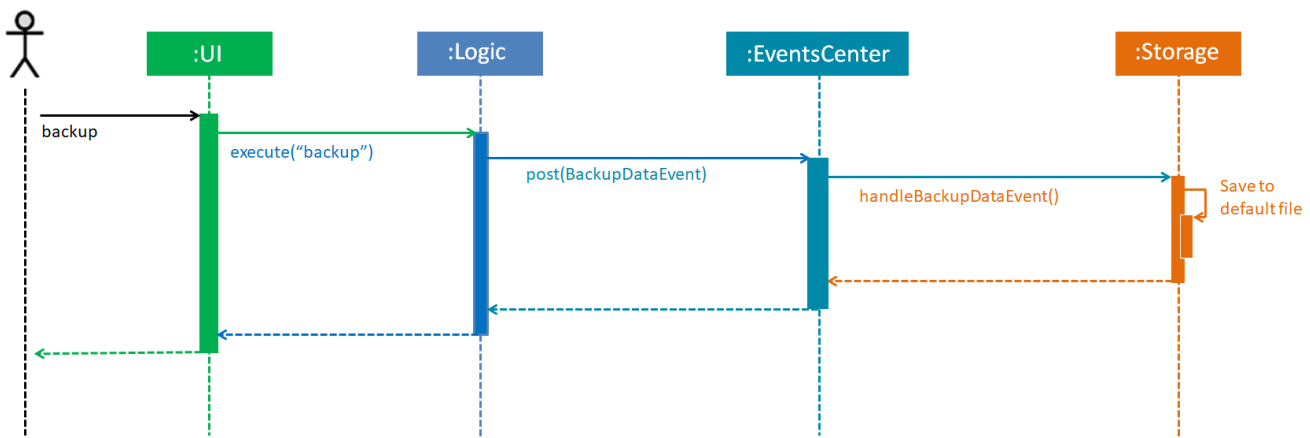 :UI
:Logic
:EventsCenter
:Storage
backup
execute(“backup”)
post(BackupDataEvent)
handleBackupDataEvent()
Save to
default file